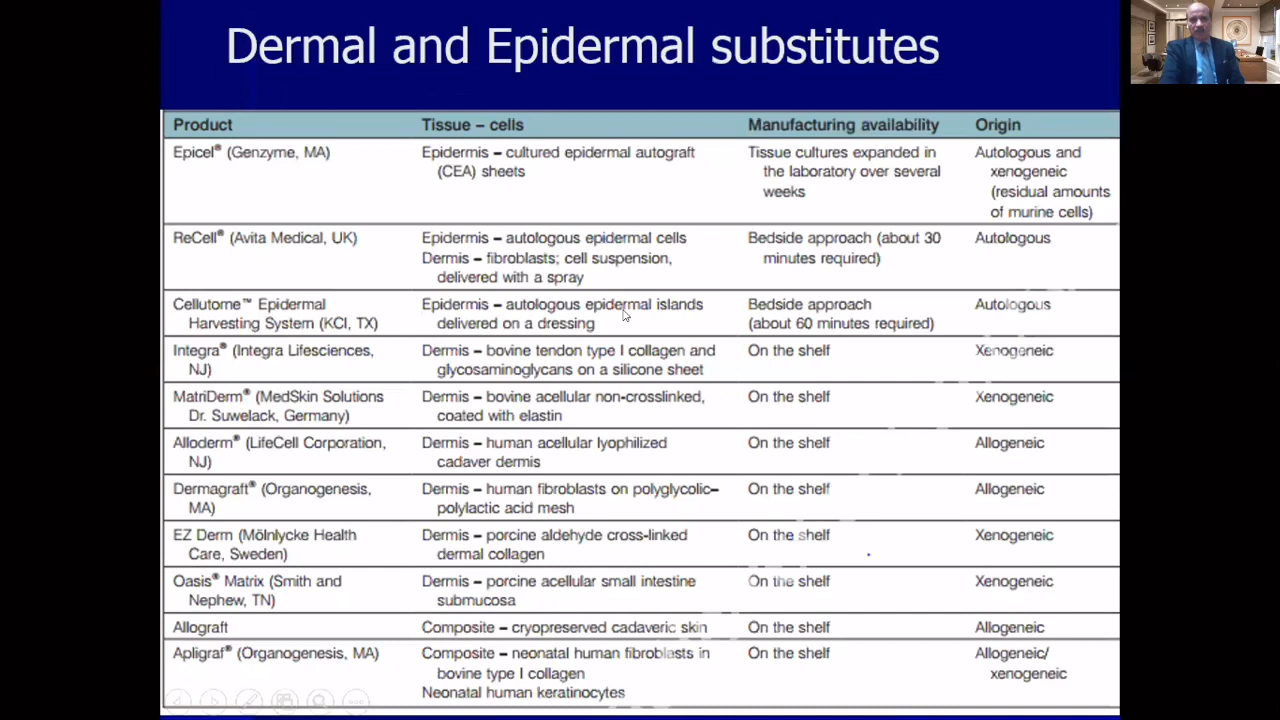 Dermal and Epidermal substitutes
Product Tissue – cells Manufacturing availability Origin
Epicel® (Genzyme, MA) Epidermis – cultured epidermal autograft Tissue cultures expanded in Autologous and
(CEA) sheets the laboratory over several xenogeneic
weeks (residual amounts
of murine cells)
ReCell® (Avita Medical, UK) Epidermis – autologous epidermal cells Bedside approach (about 30 Autologous
Dermis – fibroblasts; cell suspension, minutes required)
delivered with a spray
Cellutome™ Epidermal Epidermis – autologous epidermal islands Bedside approach Autologous
Harvesting System (KCI, TX) delivered on a dressing (about 60 minutes required)
Integra® (Integra Lifesciences, Dermis – bovine tendon type I collagen and On the shelf Xenogeneic
NJ) glycosaminoglycans on a silicone sheet
MatriDerm® (MedSkin Solutions Dermis – bovine acellular non-crosslinked, On the shelf Xenogeneic
Dr. Suwelack, Germany) coated with elastin
Alloderm® (LifeCell Corporation, Dermis – human acellular lyophilized On the shelf Allogeneic
NJ) cadaver dermis
Dermagraft® (Organogenesis, Dermis – human fibroblasts on polyglycolic– On the shelf Allogeneic
MA) polylactic acid mesh
EZ Derm (Mölnlycke Health Dermis – porcine aldehyde cross-linked On the shelf Xenogeneic
Care, Sweden) dermal collagen
Oasis® Matrix (Smith and Dermis – porcine acellular small intestine On the shelf Xenogeneic
Nephew, TN) submucosa
Allograft Composite – cryopreserved cadaveric skin On the shelf Allogeneic
Apligraf® (Organogenesis, MA) Composite – neonatal human fibroblasts in On the shelf Allogeneic/
bovine type I collagen xenogeneic
Neonatal human keratinocytes